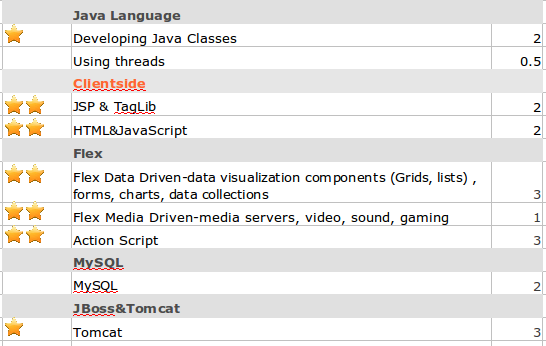 Java Language
Developing Java Classes 2
Using threads 0.5
Clientside
JSP & TagLib 2
HTML&JavaScript 2
Flex
Flex Data Driven-data visualization components (Grids, lists) ,
forms, charts, data collections 3
Flex Media Driven-media servers, video, sound, gaming 1
Action Script 3
MySQL
MySQL 2
JBoss&Tomcat
Tomcat 3